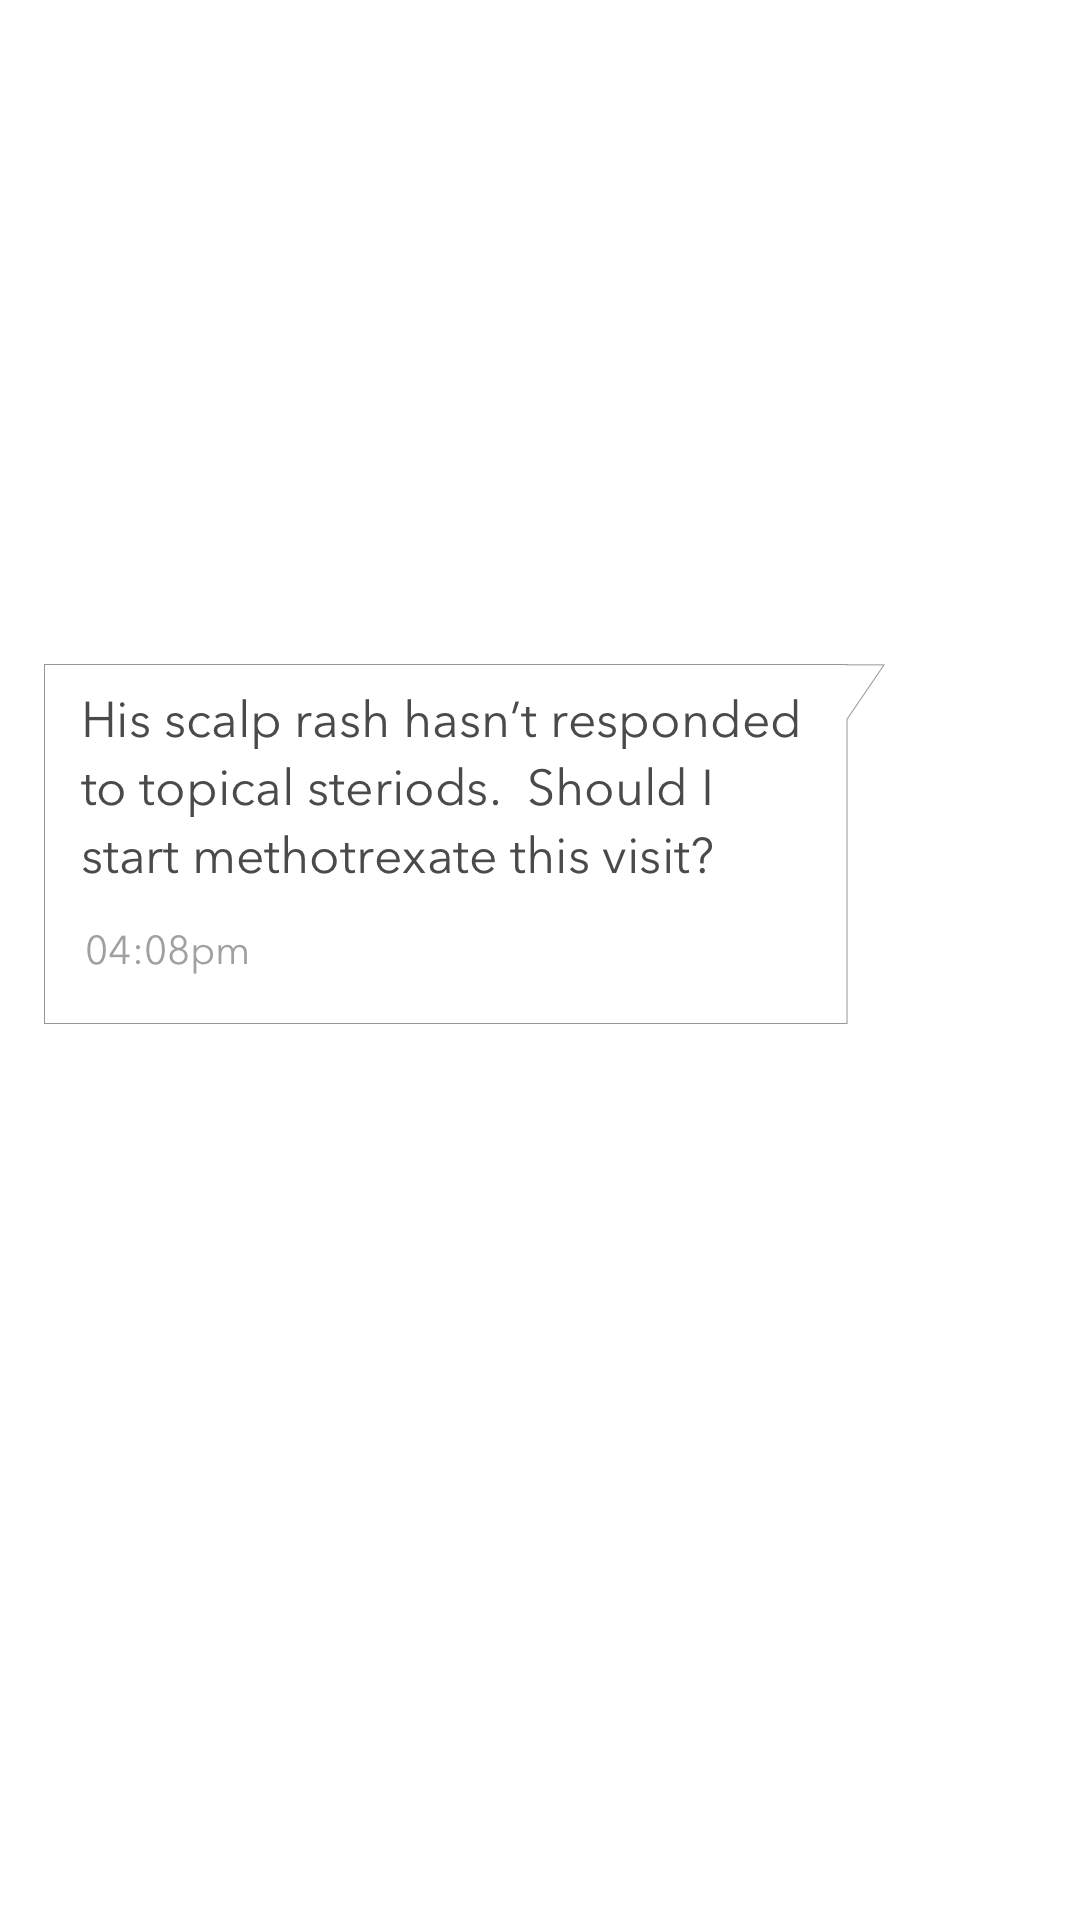 His scalp rash hasn’t responded
to topical steriods.  Should I
start methotrexate this visit?
04:08pm